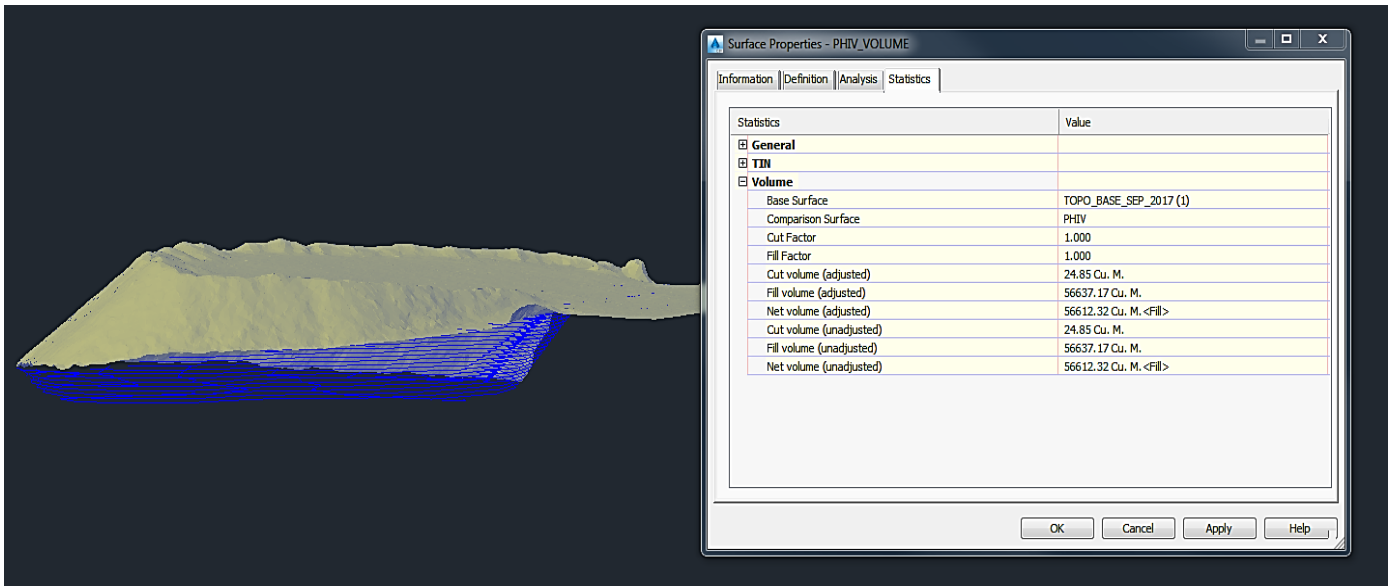 Surface Properties - PHIV_VOLUME
Information Definition Analysis Statistics
Statistics Value
General
TIN
Volume
Base Surface TOPO_BASE_SEP_2017 (1)
Comparison Surface PHIV
Cut Factor 1.000
Fill Factor 1.000
Cut volume (adjusted) 24.85 Cu. M.
Fill volume (adjusted) 56637.17 Cu. M.
Net volume (adjusted) 56612.32 Cu. M.<Fill>
Cut volume (unadjusted) 24.85 Cu. M.
Fill volume (unadjusted) 56637.17 Cu. M.
Net volume (unadjusted) 56612.32 Cu. M.<Fill>
OK Cancel Apply Help